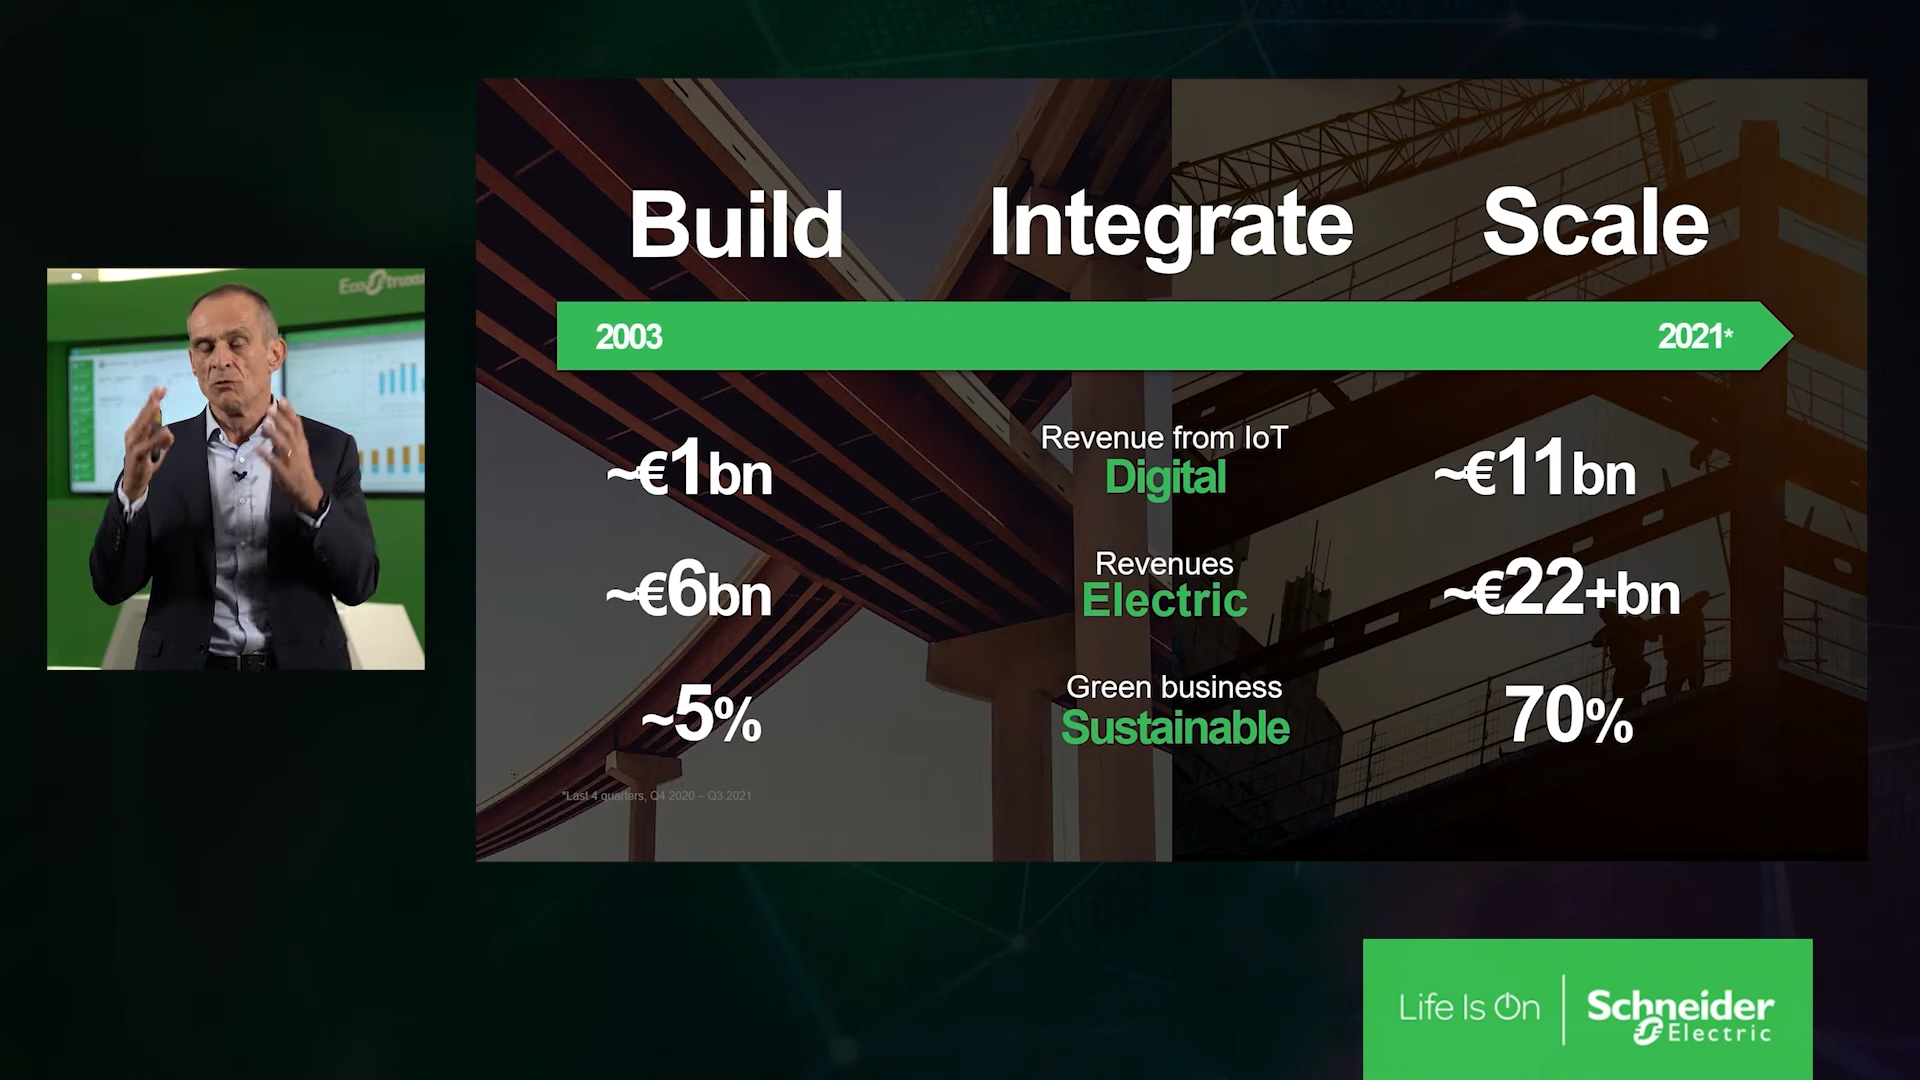 EcoStrux
Build Integrate Scale
2003 2021*
~€1bn Revenue from IoT Digital ~€11bn
~€6bn Revenues Electric ~€22+bn
~5% Green business Sustainable 70%
*Last 4 quarters, Q4 2020 – Q3 2021
Life Is On Schneider Electric